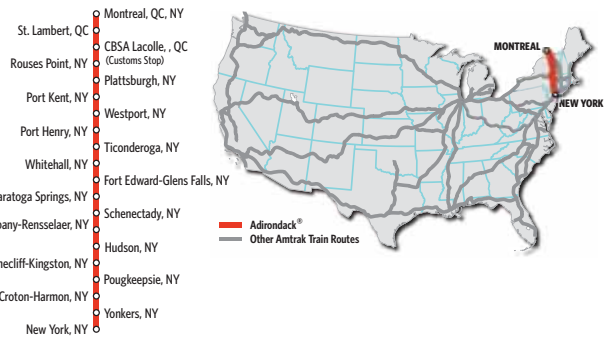 Montreal, QC, NY
St. Lambert, QC
CBSA Lacolle, , QC
(Customs Stop)
Rouses Point, NY
Plattsburgh, NY
Port Kent, NY
Westport, NY
Port Henry, NY
Ticonderoga, NY
Whitehall, NY
Fort Edward-Glens Falls, NY
aratoga Springs, NY
Schenectady, NY
bany-Rensselaer, NY
Hudson, NY
necliff-Kingston, NY
Pougkeepsie, NY
Croton-Harmon, NY
Yonkers, NY
New York, NY
MONTREAL
NEW YORK
Adirondack®
Other Amtrak Train Routes